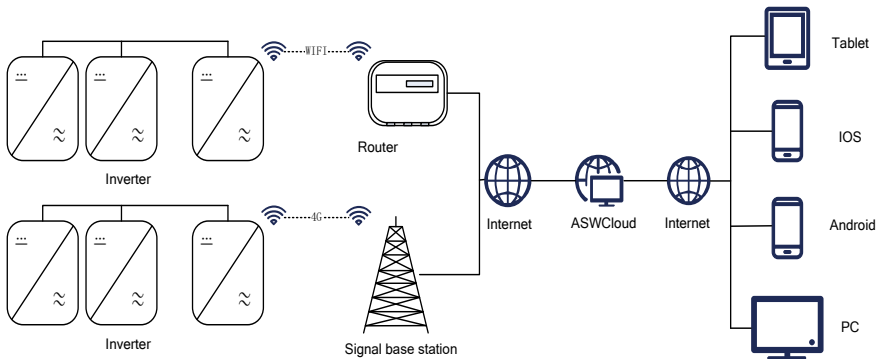 WIFI
Tablet
Router
IOS
Inverter
Internet
ASWCloud
Internet
4G
Android
Inverter
Signal base station
PC